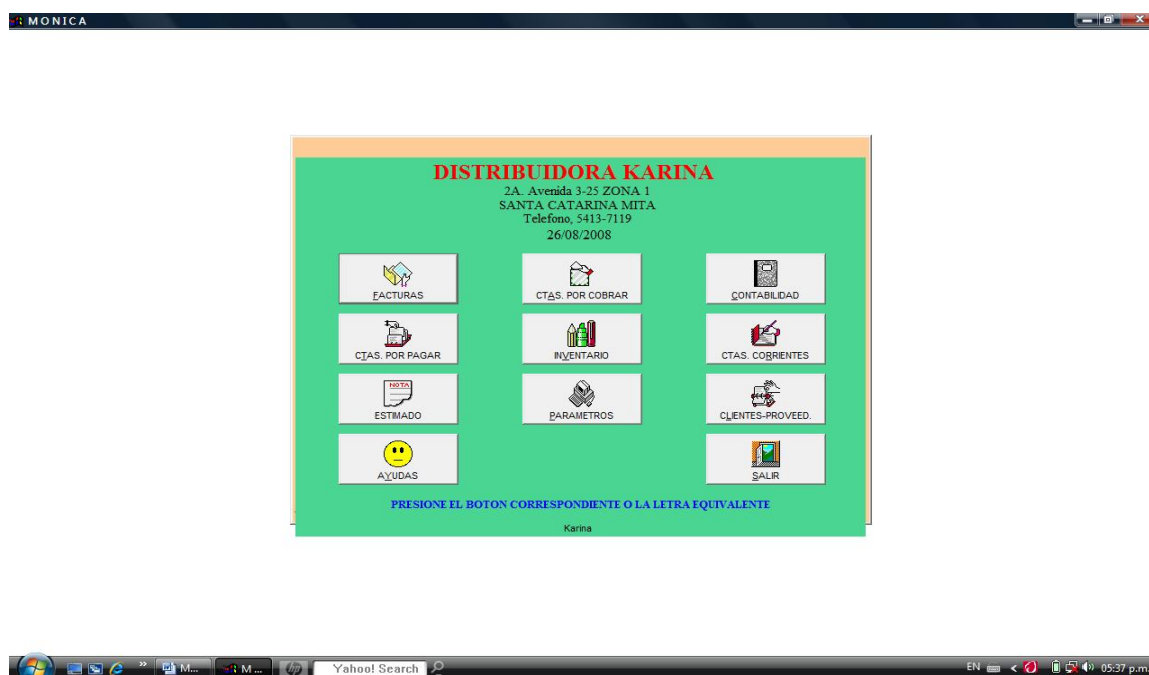 MONICA
DISTRIBUIDORA KARINA
2A. Avenida 3-25 ZONA 1
SANTA CATARINA MITA
Telefono, 5413-7119
26/08/2008
FACTURAS
CTAS. POR COBRAR
CONTABILIDAD
CTAS. POR PAGAR
INVENTARIO
CTAS. CORRIENTES
NOTA
ESTIMADO
PARAMETROS
CLIENTES-PROVEED.
AYUDAS
SALIR
PRESIONE EL BOTON CORRESPONDIENTE O LA LETRA EQUIVALENTE
Karina
» M... M ... hp Yahoo! Search EN < 05:37 p.m.